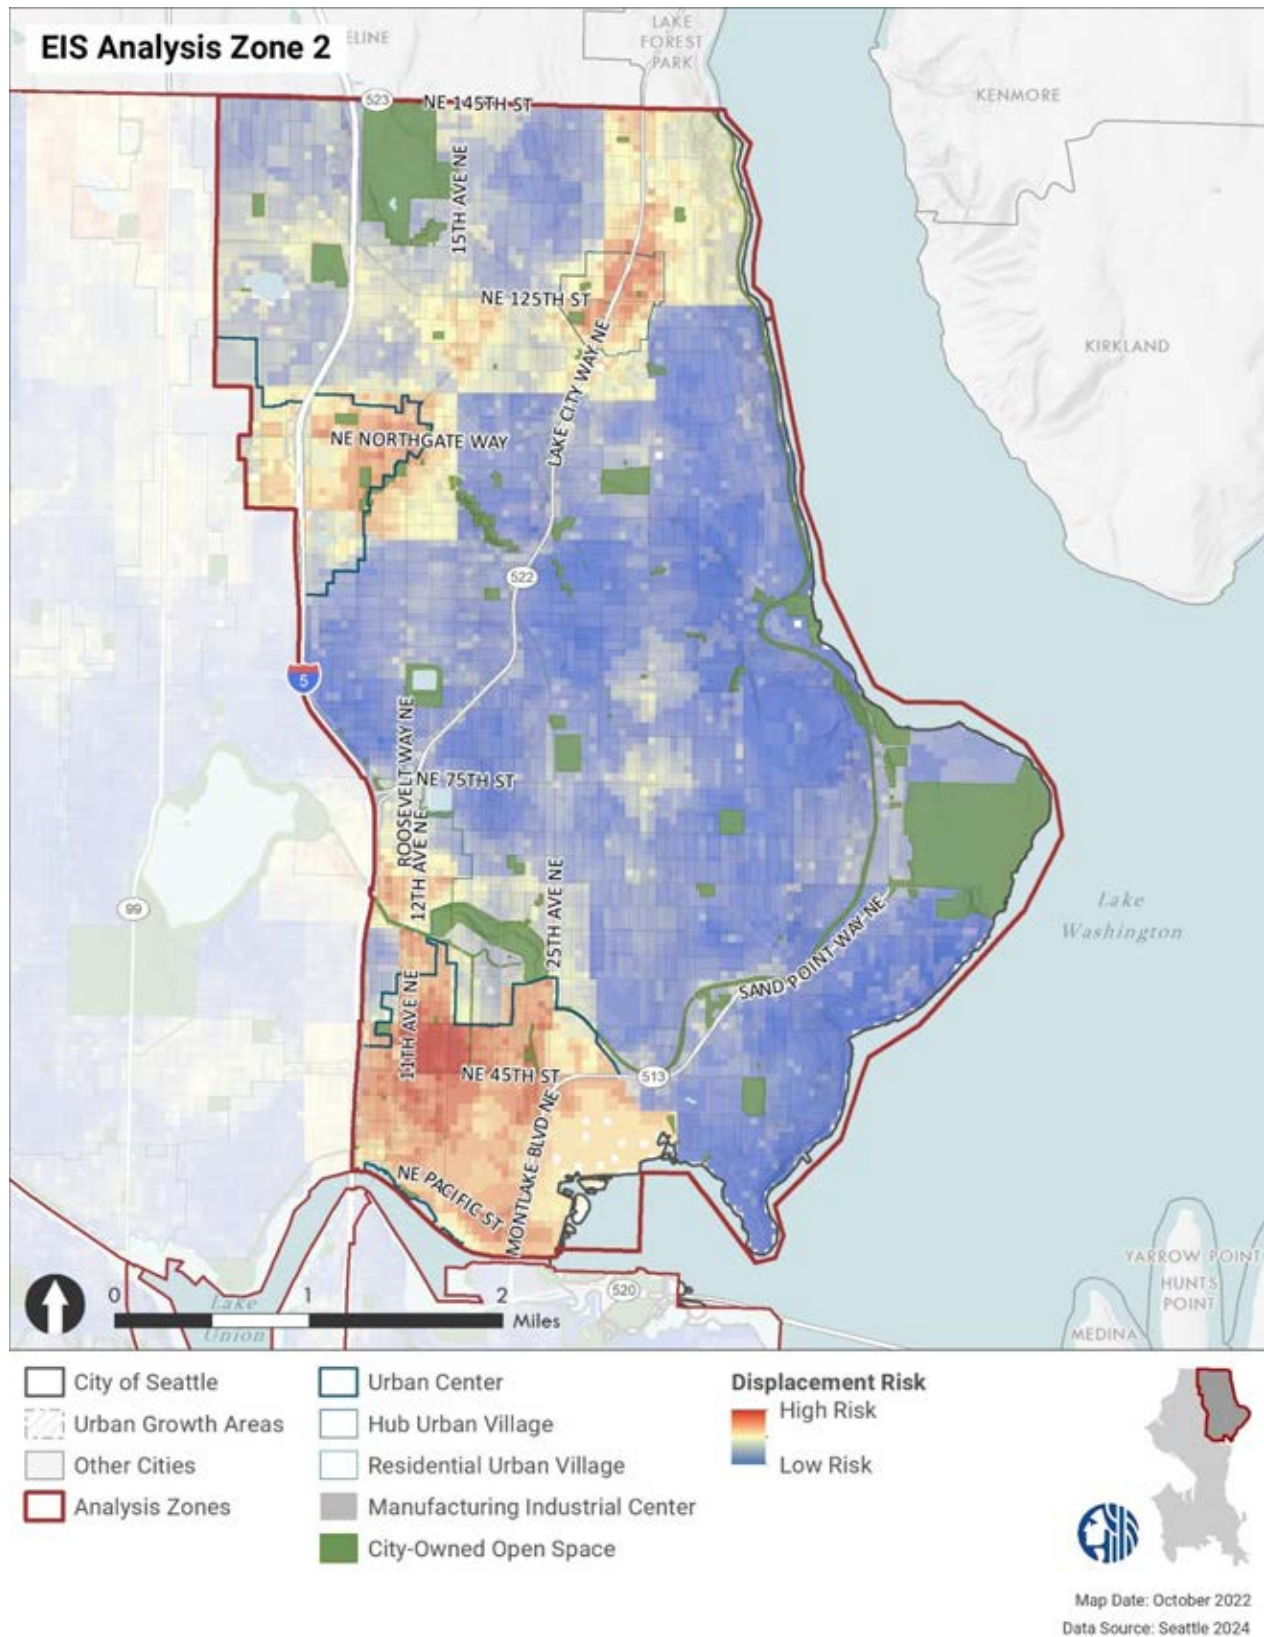 EIS Analysis Zone 2
ELINE
LAKE
FOREST
PARK
KENMORE
523
NE 145TH ST
15TH AVE NE
NE 125TH ST
KIRKLAND
LAKE CITY WAY NE
NE NORTHGATE WAY
522
5
ROOSEVELT WAY NE
NE 75TH ST
12TH AVE NE
25TH AVE NE
99
Lake
Washington
SAND POINT WAY NE
11TH AVE NE
NE 45TH ST
513
MONTLAKE BLVD NE
NE PACIFIC ST
YARROW POINT
HUNTS
POINT
MEDINA
520
Lake
Union
0 1 2
Miles
City of Seattle
Urban Growth Areas
Other Cities
Analysis Zones
Urban Center
Hub Urban Village
Residential Urban Village
Manufacturing Industrial Center
City-Owned Open Space
Displacement Risk
High Risk
Low Risk
Map Date: October 2022
Data Source: Seattle 2024